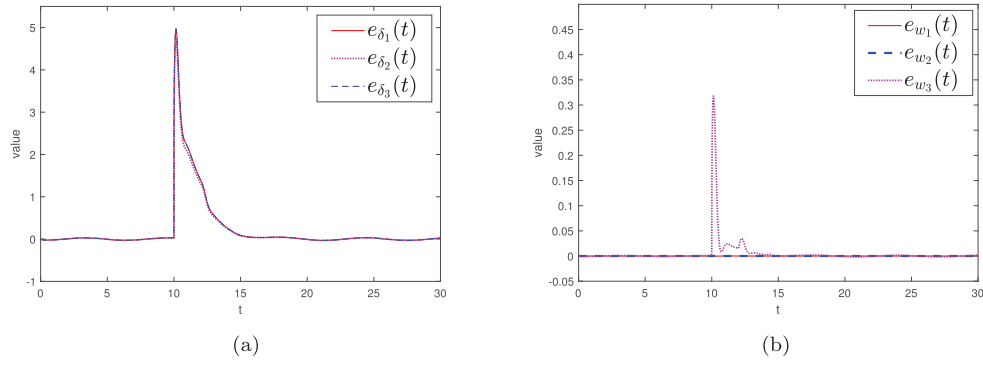 5
4
3
2
1
0
-1
value
0 5 10 15 20 25 30
t
e_{δ_1}(t)
e_{δ_2}(t)
e_{δ_3}(t)
(a)
0.45
0.4
0.35
0.3
0.25
0.2
0.15
0.1
0.05
0
-0.05
value
0 5 10 15 20 25 30
t
e_{w_1}(t)
e_{w_2}(t)
e_{w_3}(t)
(b)